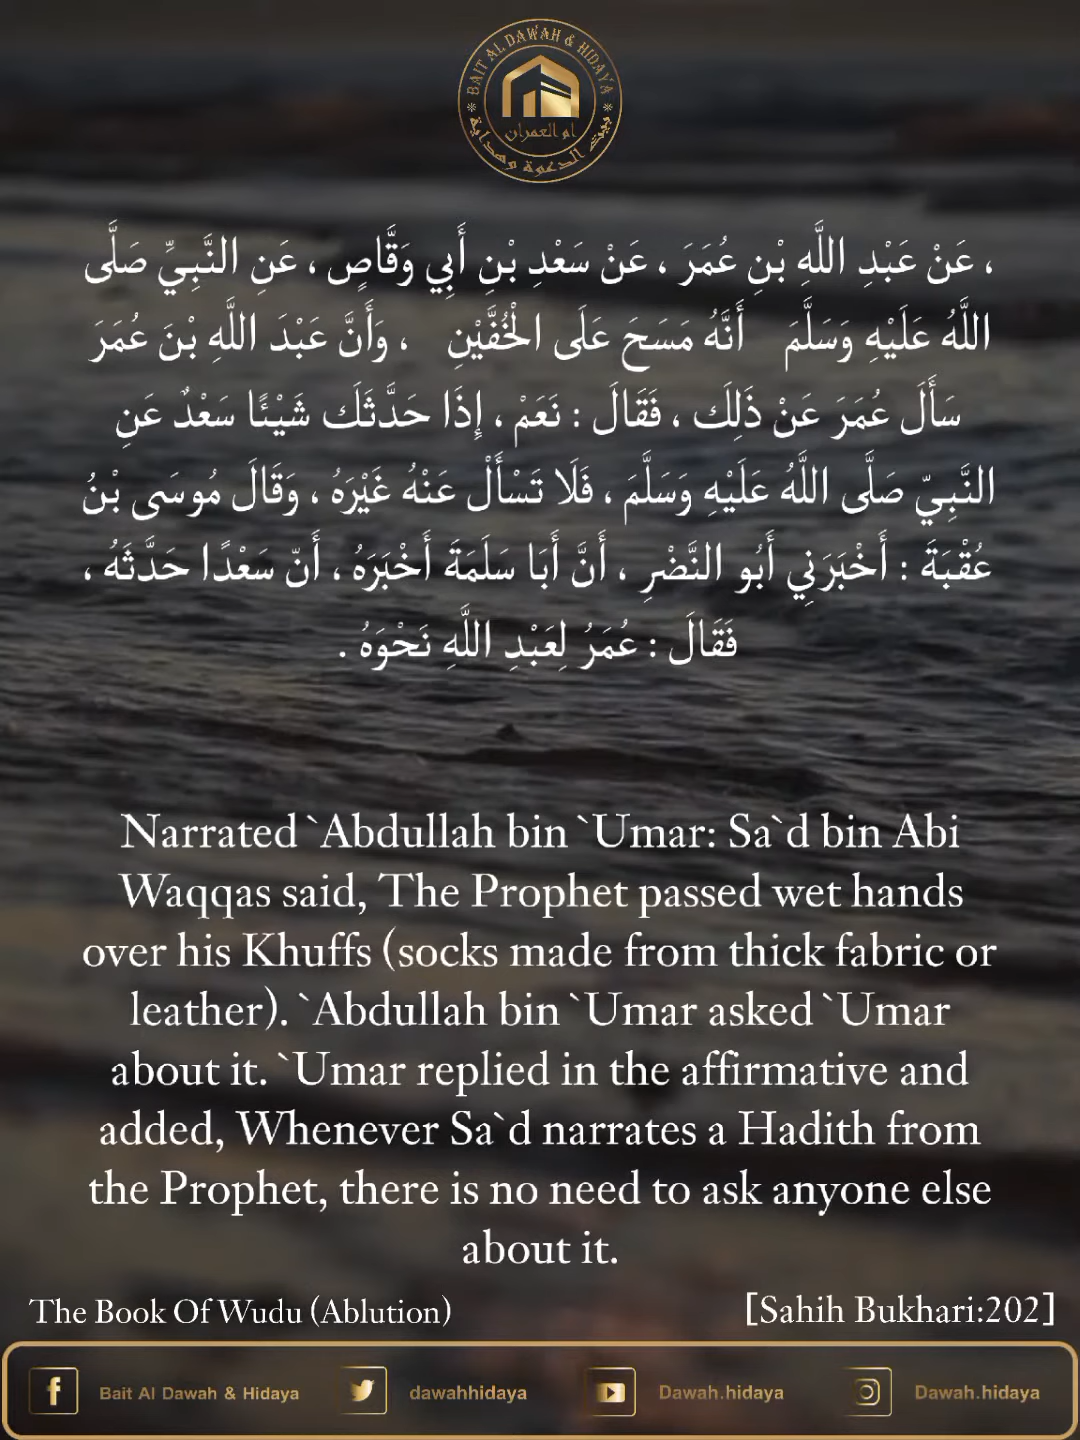 BAIT AL DAWAH & HIDAYA
ام العمران
بيت الدعوة وهداية
، عَنْ عَبْدِ اللَّهِ بْنِ عُمَرَ ، عَنْ سَعْدِ بْنِ أَبِي وَقَّاصٍ ، عَنِ النَّبِيِّ صَلَّى
اللَّهُ عَلَيْهِ وَسَلَّمَ أَنَّهُ مَسَحَ عَلَى الْخُفَّيْنِ ، وَأَنَّ عَبْدَ اللَّهِ بْنَ عُمَرَ
سَأَلَ عُمَرَ عَنْ ذَلِكَ ، فَقَالَ : نَعَمْ ، إِذَا حَدَّثَكَ شَيْئًا سَعْدٌ عَنِ
النَّبِيِّ صَلَّى اللَّهُ عَلَيْهِ وَسَلَّمَ ، فَلَا تَسْأَلْ عَنْهُ غَيْرَهُ ، وَقَالَ مُوسَى بْنُ
عُقْبَةَ : أَخْبَرَنِي أَبُو النَّضْرِ ، أَنَّ أَبَا سَلَمَةَ أَخْبَرَهُ ، أَنّ سَعْدًا حَدَّثَهُ ،
فَقَالَ : عُمَرُ لِعَبْدِ اللَّهِ نَحْوَهُ .
Narrated `Abdullah bin `Umar: Sa`d bin Abi
Waqqas said, The Prophet passed wet hands
over his Khuffs (socks made from thick fabric or
leather). `Abdullah bin `Umar asked `Umar
about it. `Umar replied in the affirmative and
added, Whenever Sa`d narrates a Hadith from
the Prophet, there is no need to ask anyone else
about it.
The Book Of Wudu (Ablution) [Sahih Bukhari:202]
Bait Al Dawah & Hidaya dawahhidaya Dawah.hidaya Dawah.hidaya